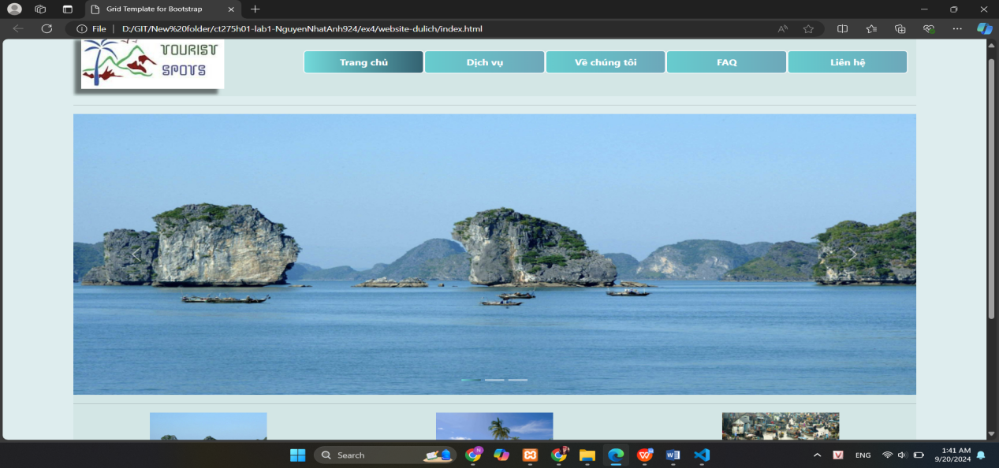 Grid Template for Bootstrap
File | D:/GIT/New%20folder/ct275h01-lab1-NguyenNhatAnh924/ex4/website-dulich/index.html
TOURIST
SPOTS
Trang chủ
Dịch vụ
Về chúng tôi
FAQ
Liên hệ
Search
ENG
1:41 AM
9/20/2024